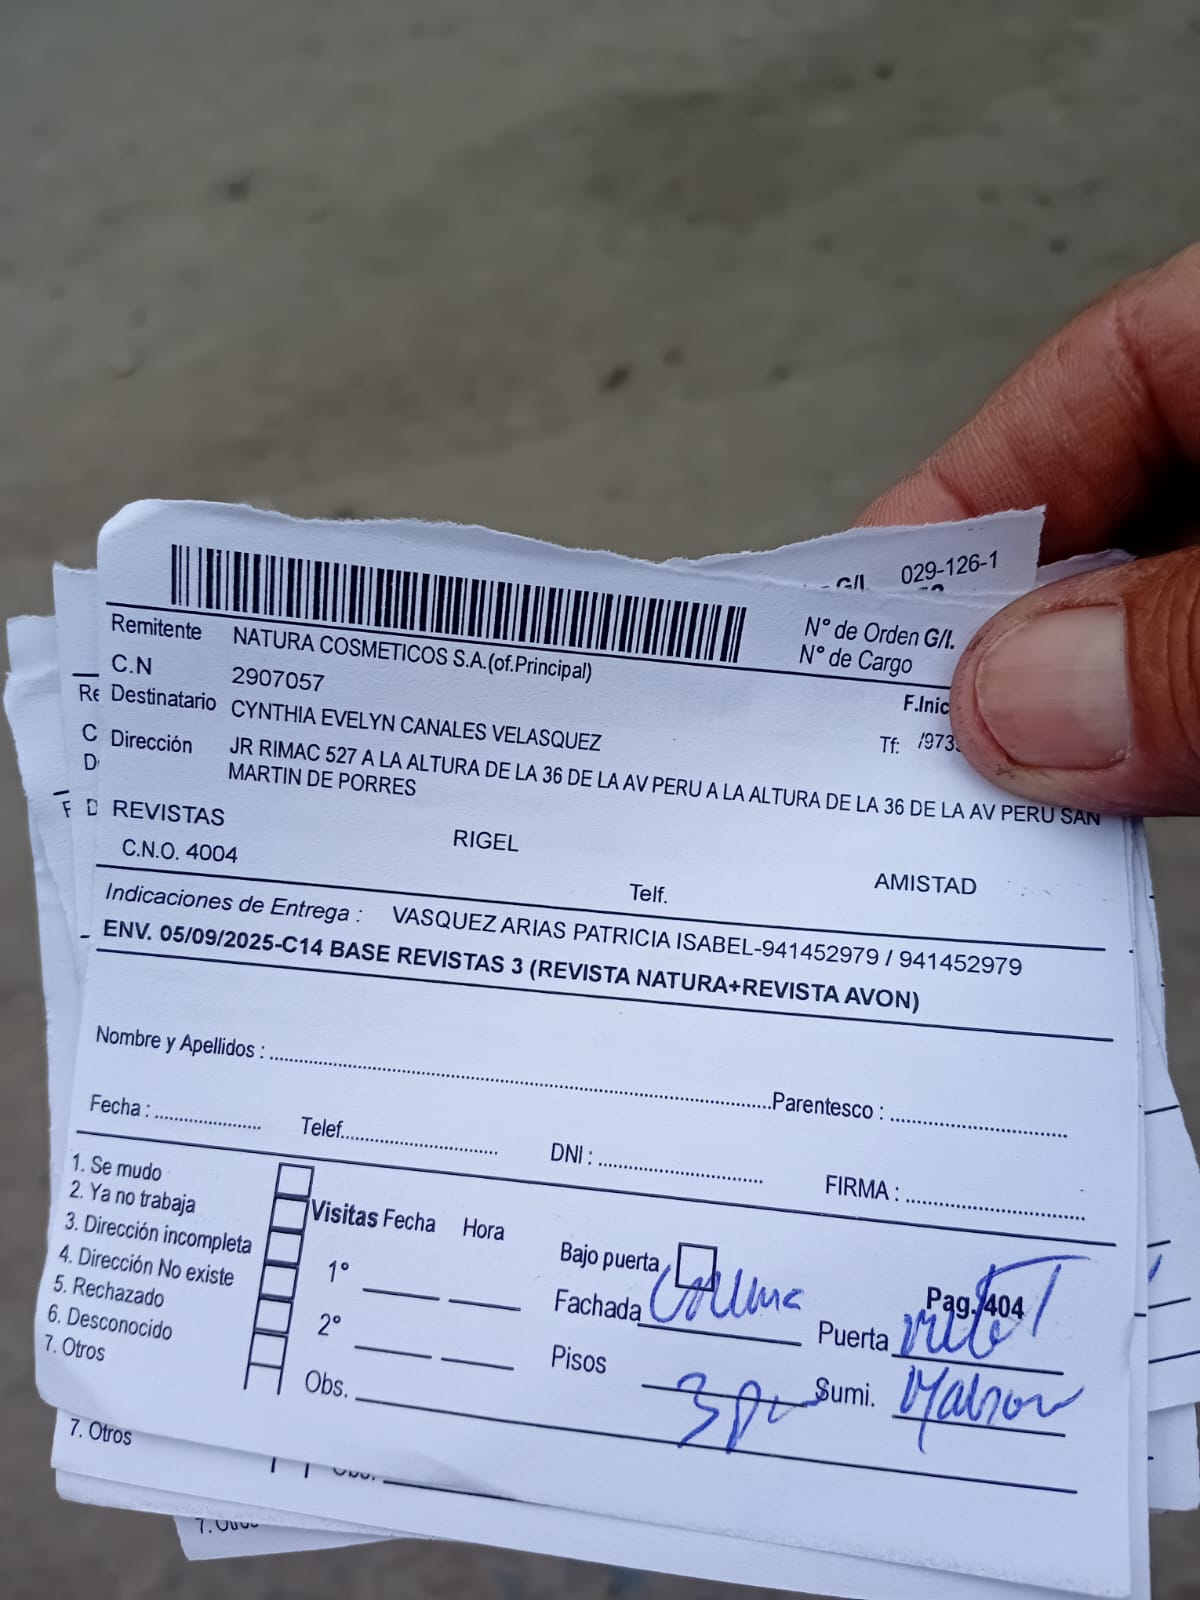 029-126-1
N° de Orden G/I.
N° de Cargo
Remitente NATURA COSMETICOS S.A.(of.Principal)
C.N 2907057
F.Inic
Destinatario CYNTHIA EVELYN CANALES VELASQUEZ
Tf: /973
Dirección JR RIMAC 527 A LA ALTURA DE LA 36 DE LA AV PERU A LA ALTURA DE LA 36 DE LA AV PERU SAN
MARTIN DE PORRES
REVISTAS RIGEL AMISTAD
C.N.O. 4004 Telf.
Indicaciones de Entrega : VASQUEZ ARIAS PATRICIA ISABEL-941452979 / 941452979
ENV. 05/09/2025-C14 BASE REVISTAS 3 (REVISTA NATURA+REVISTA AVON)
Nombre y Apellidos : Parentesco :
Fecha : Telef. DNI : FIRMA :
1. Se mudo
2. Ya no trabaja
3. Dirección incompleta
4. Dirección No existe
5. Rechazado
6. Desconocido
7. Otros
Visitas Fecha Hora
1°
2°
Obs.
Bajo puerta
Fachada
Pisos 3 
Pag. 404
Puerta
Sumi.
7. Otros